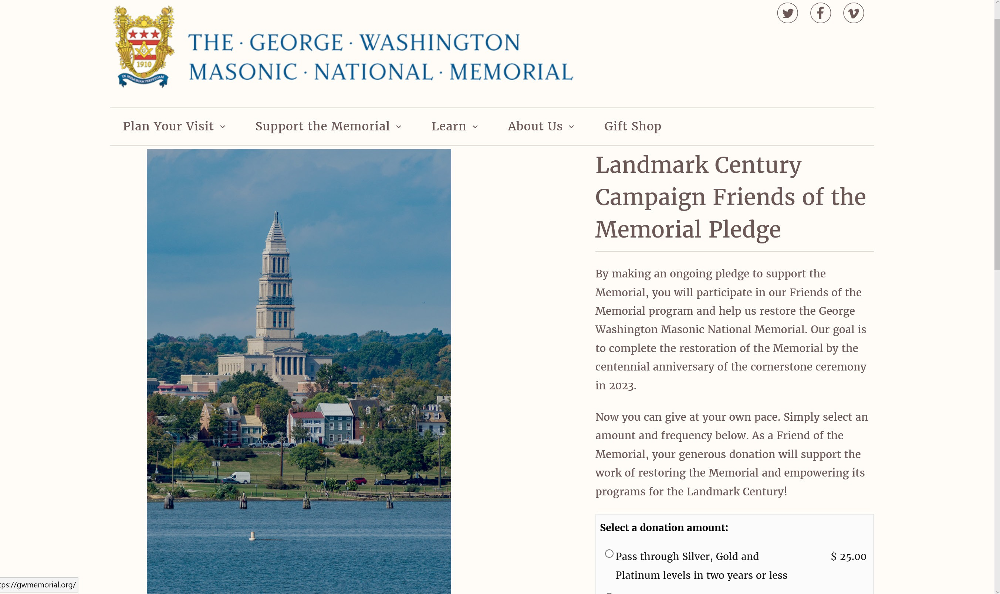 G
1910
IN MEMORIAM PERPETUAM
THE · GEORGE · WASHINGTON
MASONIC · NATIONAL · MEMORIAL
Plan Your Visit
Support the Memorial
Learn
About Us
Gift Shop
Landmark Century
Campaign Friends of the
Memorial Pledge
By making an ongoing pledge to support the
Memorial, you will participate in our Friends of the
Memorial program and help us restore the George
Washington Masonic National Memorial. Our goal is
to complete the restoration of the Memorial by the
centennial anniversary of the cornerstone ceremony
in 2023.
Now you can give at your own pace. Simply select an
amount and frequency below. As a Friend of the
Memorial, your generous donation will support the
work of restoring the Memorial and empowering its
programs for the Landmark Century!
Select a donation amount:
Pass through Silver, Gold and $ 25.00
Platinum levels in two years or less
tps://gwmemorial.org/